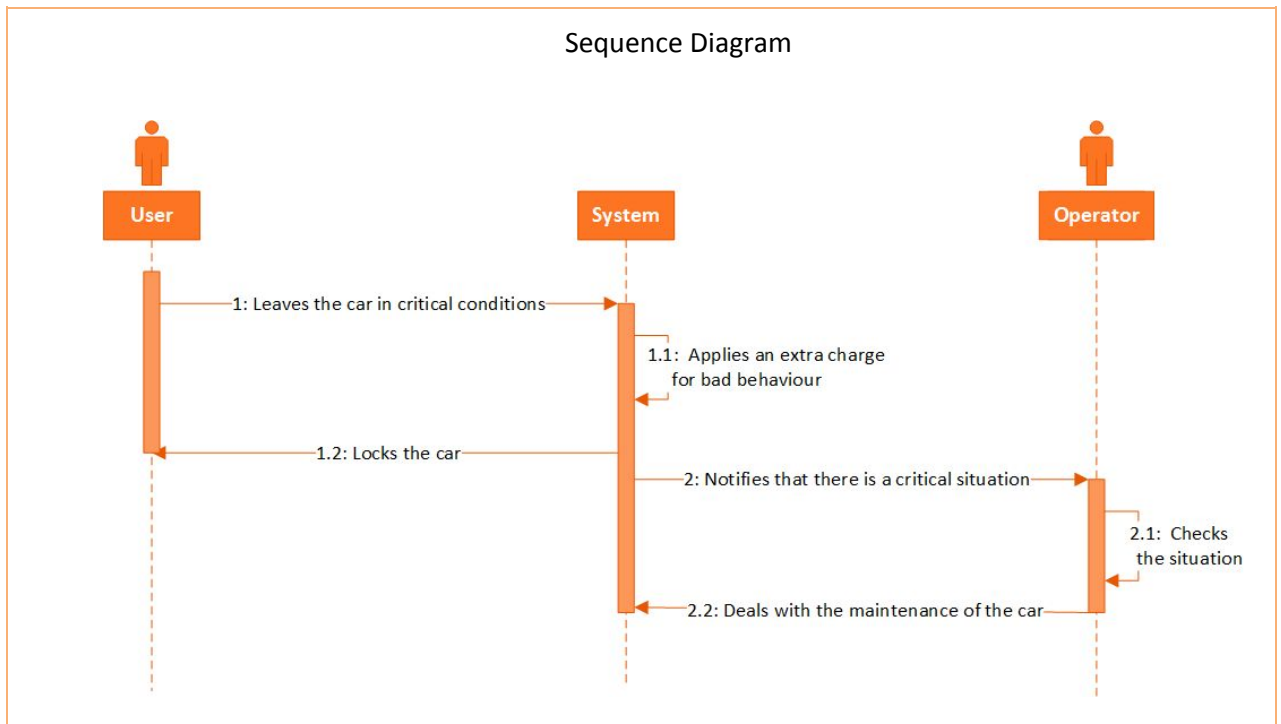 Sequence Diagram
User
System
Operator
1: Leaves the car in critical conditions
1.1:  Applies an extra charge
for bad behaviour
1.2: Locks the car
2: Notifies that there is a critical situation
2.1:  Checks
the situation
2.2: Deals with the maintenance of the car